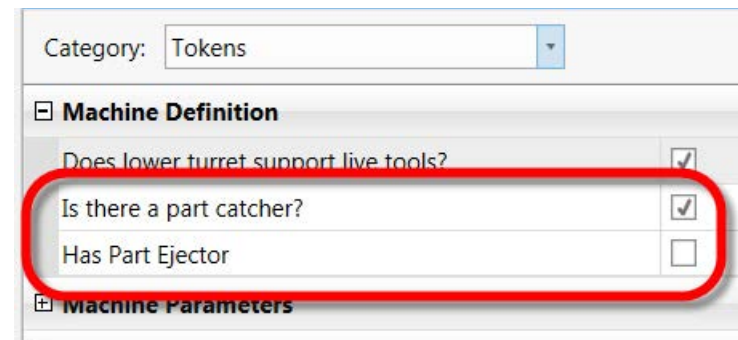 Category: Tokens
Machine Definition
Does lower turret support live tools?
Is there a part catcher?
Has Part Ejector
Machine Parameters